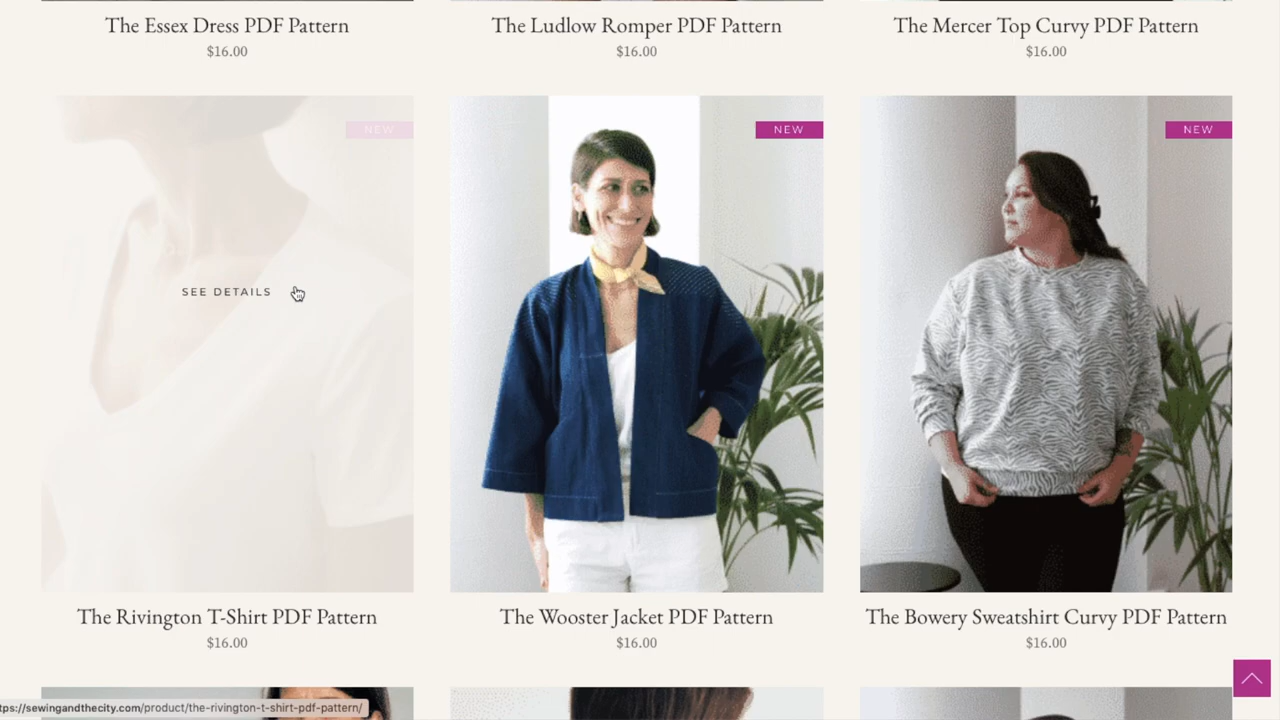 The Essex Dress PDF Pattern
$16.00
The Ludlow Romper PDF Pattern
$16.00
The Mercer Top Curvy PDF Pattern
$16.00
NEW
SEE DETAILS
NEW
NEW
The Rivington T-Shirt PDF Pattern
$16.00
The Wooster Jacket PDF Pattern
$16.00
The Bowery Sweatshirt Curvy PDF Pattern
$16.00
tps://sewingandthecity.com/product/the-rivington-t-shirt-pdf-pattern/